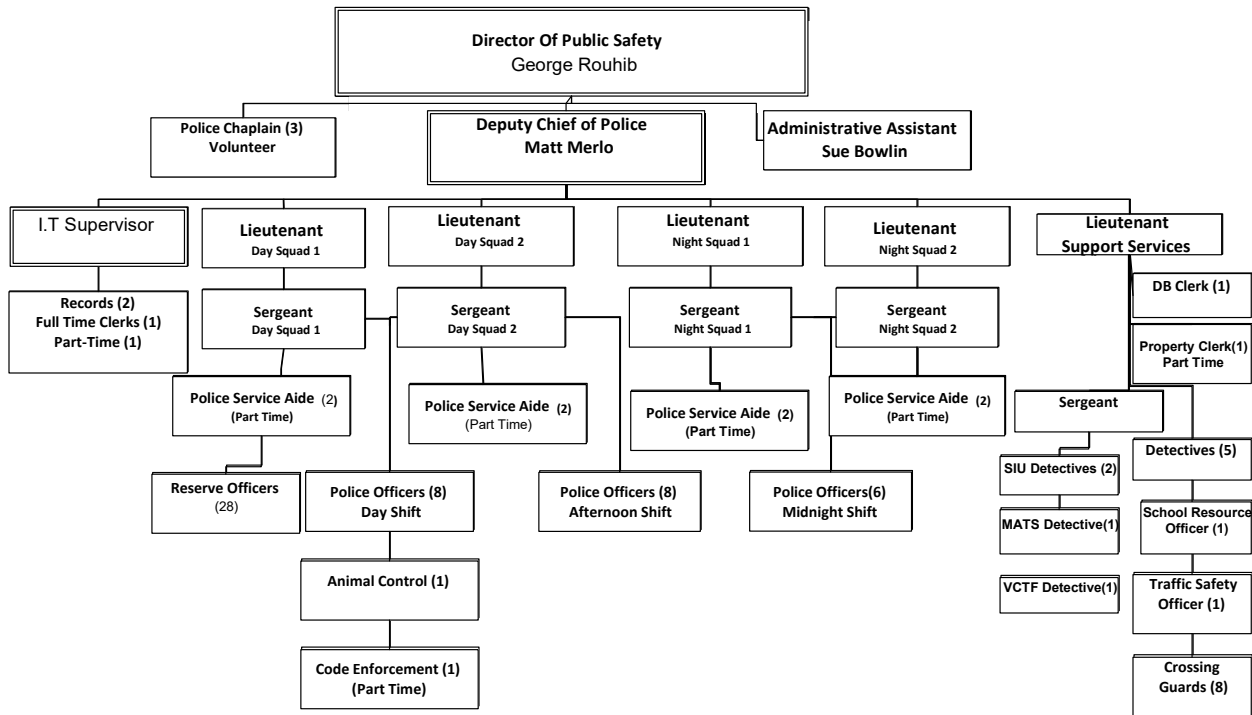 Director Of Public Safety
George Rouhib
Police Chaplain (3)
Volunteer
Deputy Chief of Police
Matt Merlo
Administrative Assistant
Sue Bowlin
I.T Supervisor
Lieutenant
Day Squad 1
Lieutenant
Day Squad 2
Lieutenant
Night Squad 1
Lieutenant
Night Squad 2
Lieutenant
Support Services
Records (2)
Full Time Clerks (1)
Part-Time (1)
Sergeant
Day Squad 1
Sergeant
Day Squad 2
Sergeant
Night Squad 1
Sergeant
Night Squad 2
DB Clerk (1)
Property Clerk(1)
Part Time
Police Service Aide (2)
(Part Time)
Police Service Aide (2)
(Part Time)
Police Service Aide (2)
(Part Time)
Police Service Aide (2)
(Part Time)
Sergeant
Reserve Officers
(28)
Police Officers (8)
Day Shift
Police Officers (8)
Afternoon Shift
Police Officers(6)
Midnight Shift
SIU Detectives (2)
Detectives (5)
MATS Detective(1)
School Resource
Officer (1)
Animal Control (1)
VCTF Detective(1)
Traffic Safety
Officer (1)
Code Enforcement (1)
(Part Time)
Crossing
Guards (8)